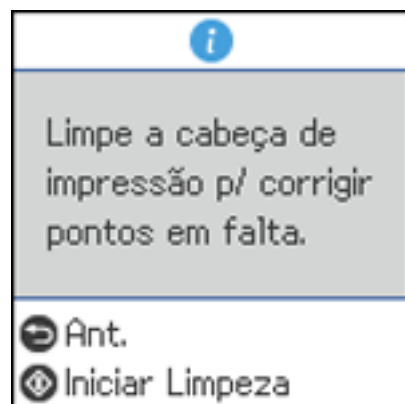 Limpe a cabeça de
impressão p/ corrigir
pontos em falta.
Ant.
Iniciar Limpeza